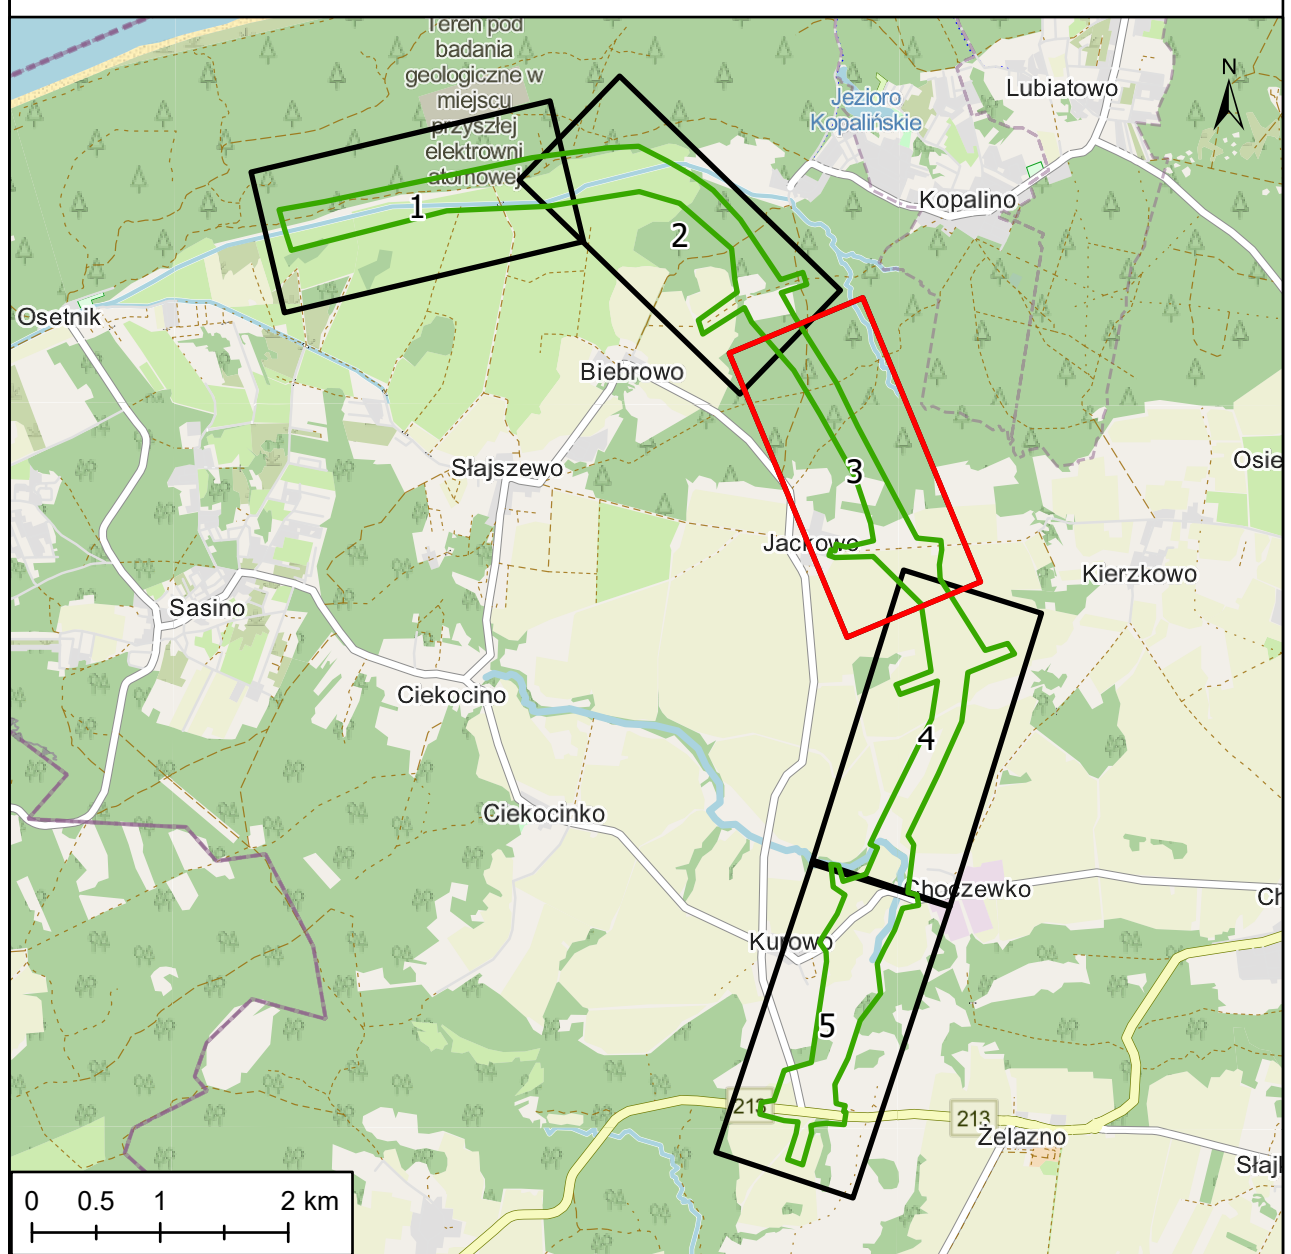 Teren pod
badania
geologiczne w
miejscu
przyszłej
elektrowni
atomowej
N
Lubiatowo
Jezioro
Kopalińskie
Kopalino
1
2
Osetnik
Biebrowo
Osie
Słajszewo
3
Jackowo
Kierzkowo
Sasino
Ciekocino
4
Ciekocinko
Choczewko
Ch
Kurowo
5
213
213
Żelazno
Słajk
0 0.5 1 2 km